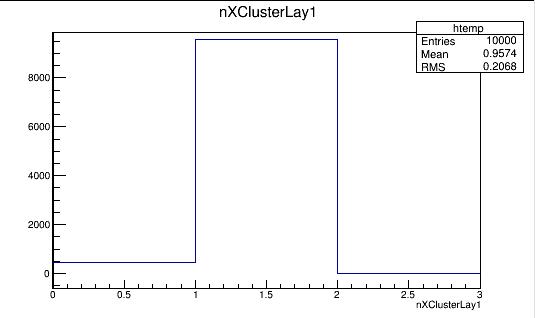 nXClusterLay1
htemp
Entries 10000
Mean 0.9574
RMS 0.2068
8000
6000
4000
2000
0
0 0.5 1 1.5 2 2.5 3
nXClusterLay1